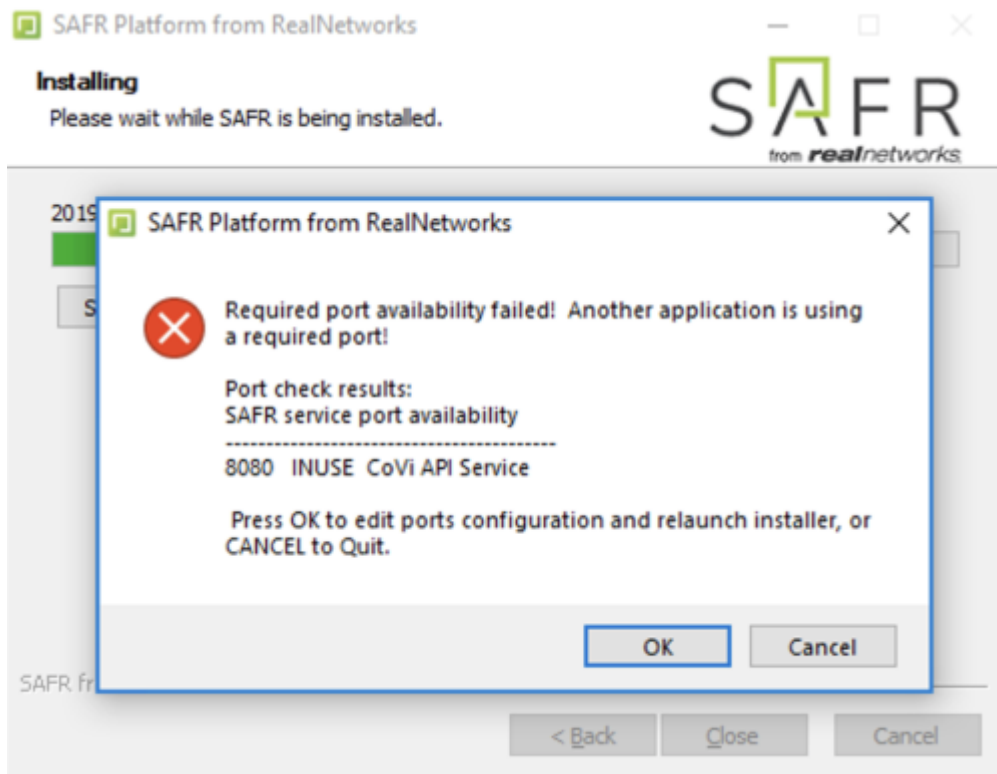 SAFR Platform from RealNetworks
Installing
Please wait while SAFR is being installed.
SAFR
from realnetworks
2019
SAFR Platform from RealNetworks
S
Required port availability failed!  Another application is using
a required port!
Port check results:
SAFR service port availability
----------------------------------------
8080   INUSE  CoVi API Service
Press OK to edit ports configuration and relaunch installer, or
CANCEL to Quit.
OK
Cancel
SAFR fr
< Back
Close
Cancel